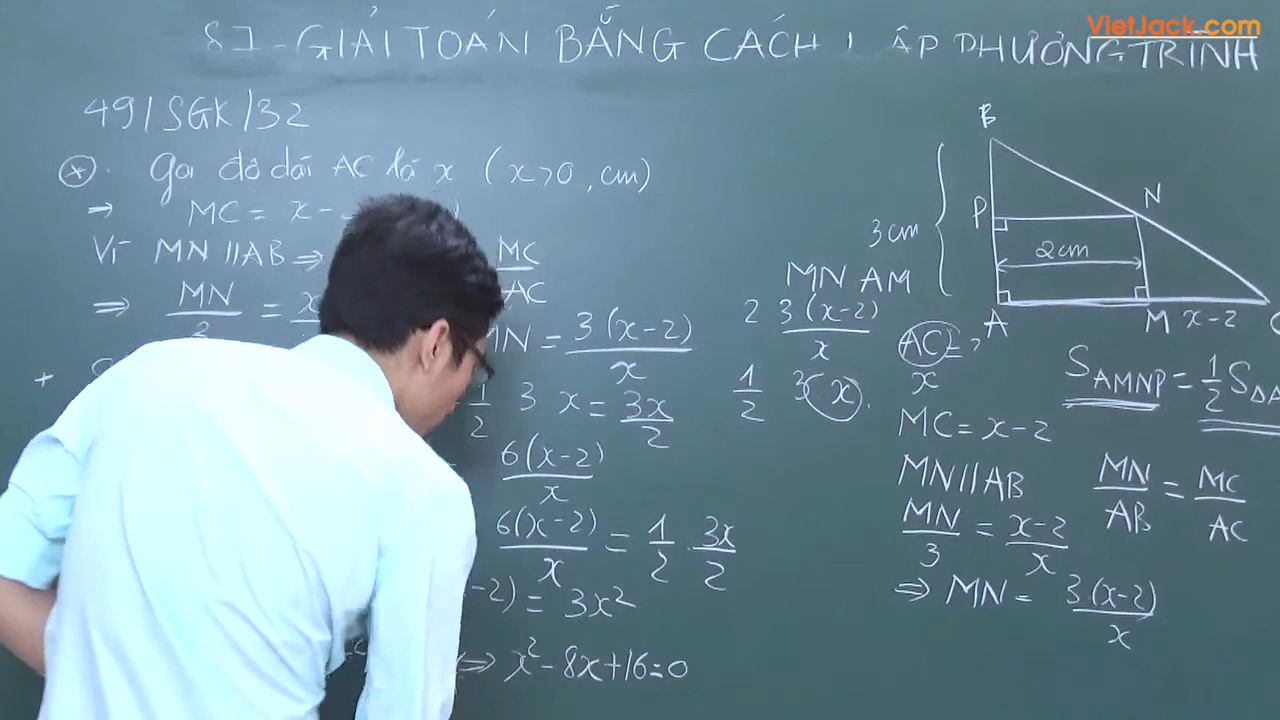 VietJack.com
8I - GIẢI TOÁN BẰNG CÁCH LẬP PHƯƠNG TRÌNH
49/SGK/32
* . Gọi độ dài AC là x (x>0, cm)
⇒ MC = x-
Vì MN // AB ⇒ MC/AC
⇒ MN/3 = x
MN = 3(x-2)/x
+
1/2 3 x = 3x/2
6(x-2)/x
6(x-2)/x = 1/2 . 3x/2
-2) = 3x²
⇒ x² - 8x + 16 = 0
MN AM
2 3(x-2)/x
1/2 3 x
B
P
N
3cm
2cm
A
M
x-2
C
AC = ?
x
MC = x-2
MN // AB
MN/3 = x-2/x
⇒ MN = 3.(x-2)/x
S AMNP = 1/2 S ΔA
MN/AB = MC/AC